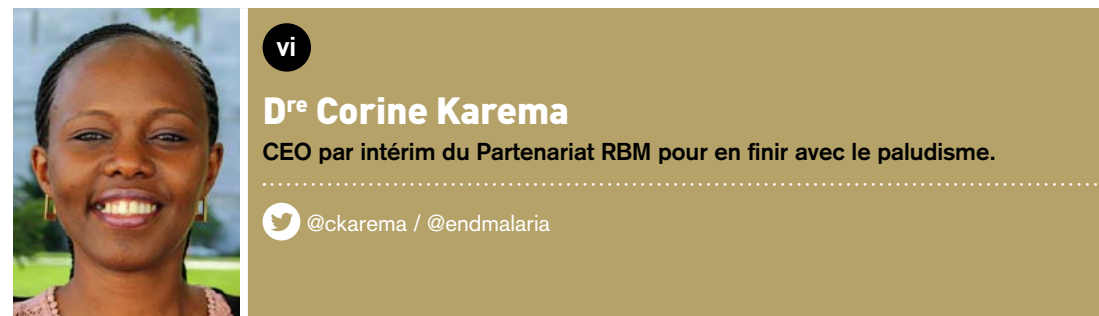 vi
Dre Corine Karema
CEO par intérim du Partenariat RBM pour en finir avec le paludisme.
@ckarema / @endmalaria